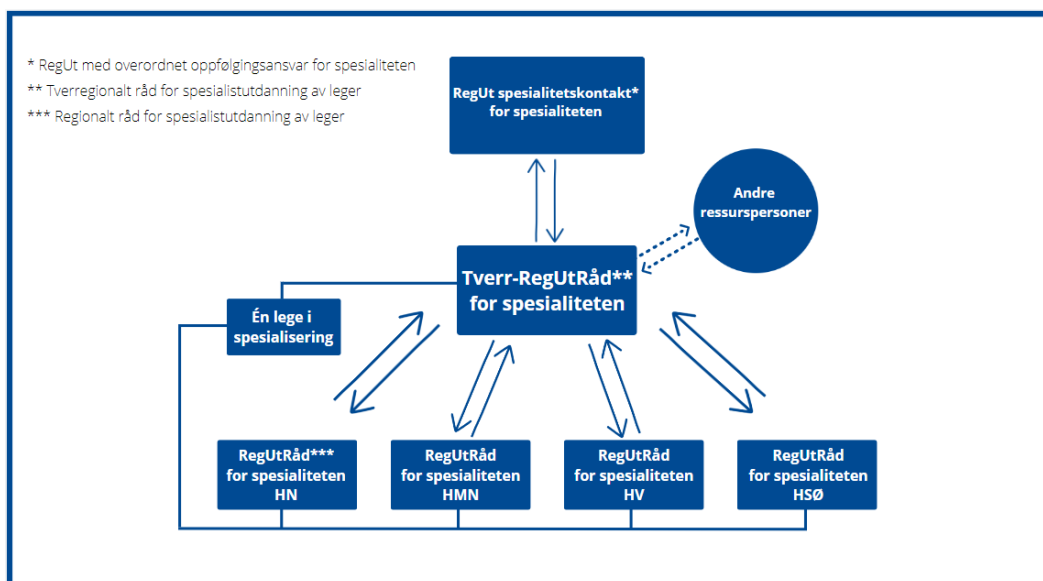 * RegUt med overordnet oppfølgingsansvar for spesialiteten
** Tverregionalt råd for spesialistutdanning av leger
*** Regionalt råd for spesialistutdanning av leger
RegUt spesialitetskontakt*
for spesialiteten
Andre
ressurspersoner
Tverr-RegUtRåd**
for spesialiteten
Én lege i
spesialisering
RegUtRåd***
for spesialiteten
HN
RegUtRåd
for spesialiteten
HMN
RegUtRåd
for spesialiteten
HV
RegUtRåd
for spesialiteten
HSØ